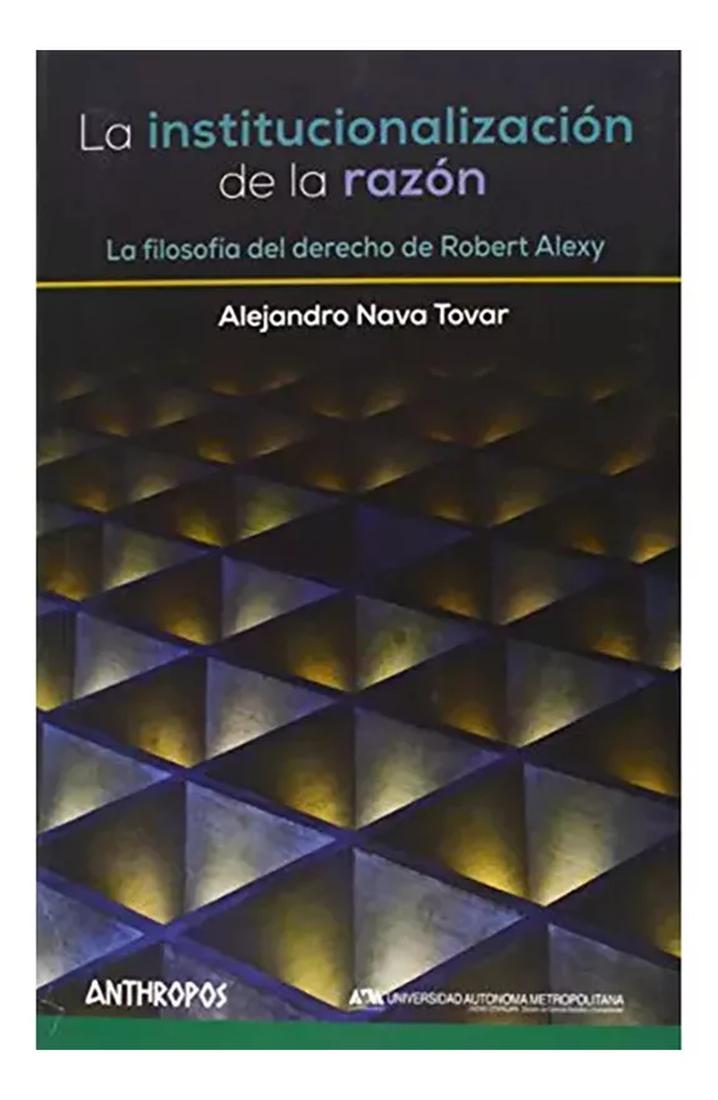 La institucionalización
de la razón
La filosofía del derecho de Robert Alexy
Alejandro Nava Tovar
ANTHROPOS
UNIVERSIDAD AUTONOMA METROPOLITANA